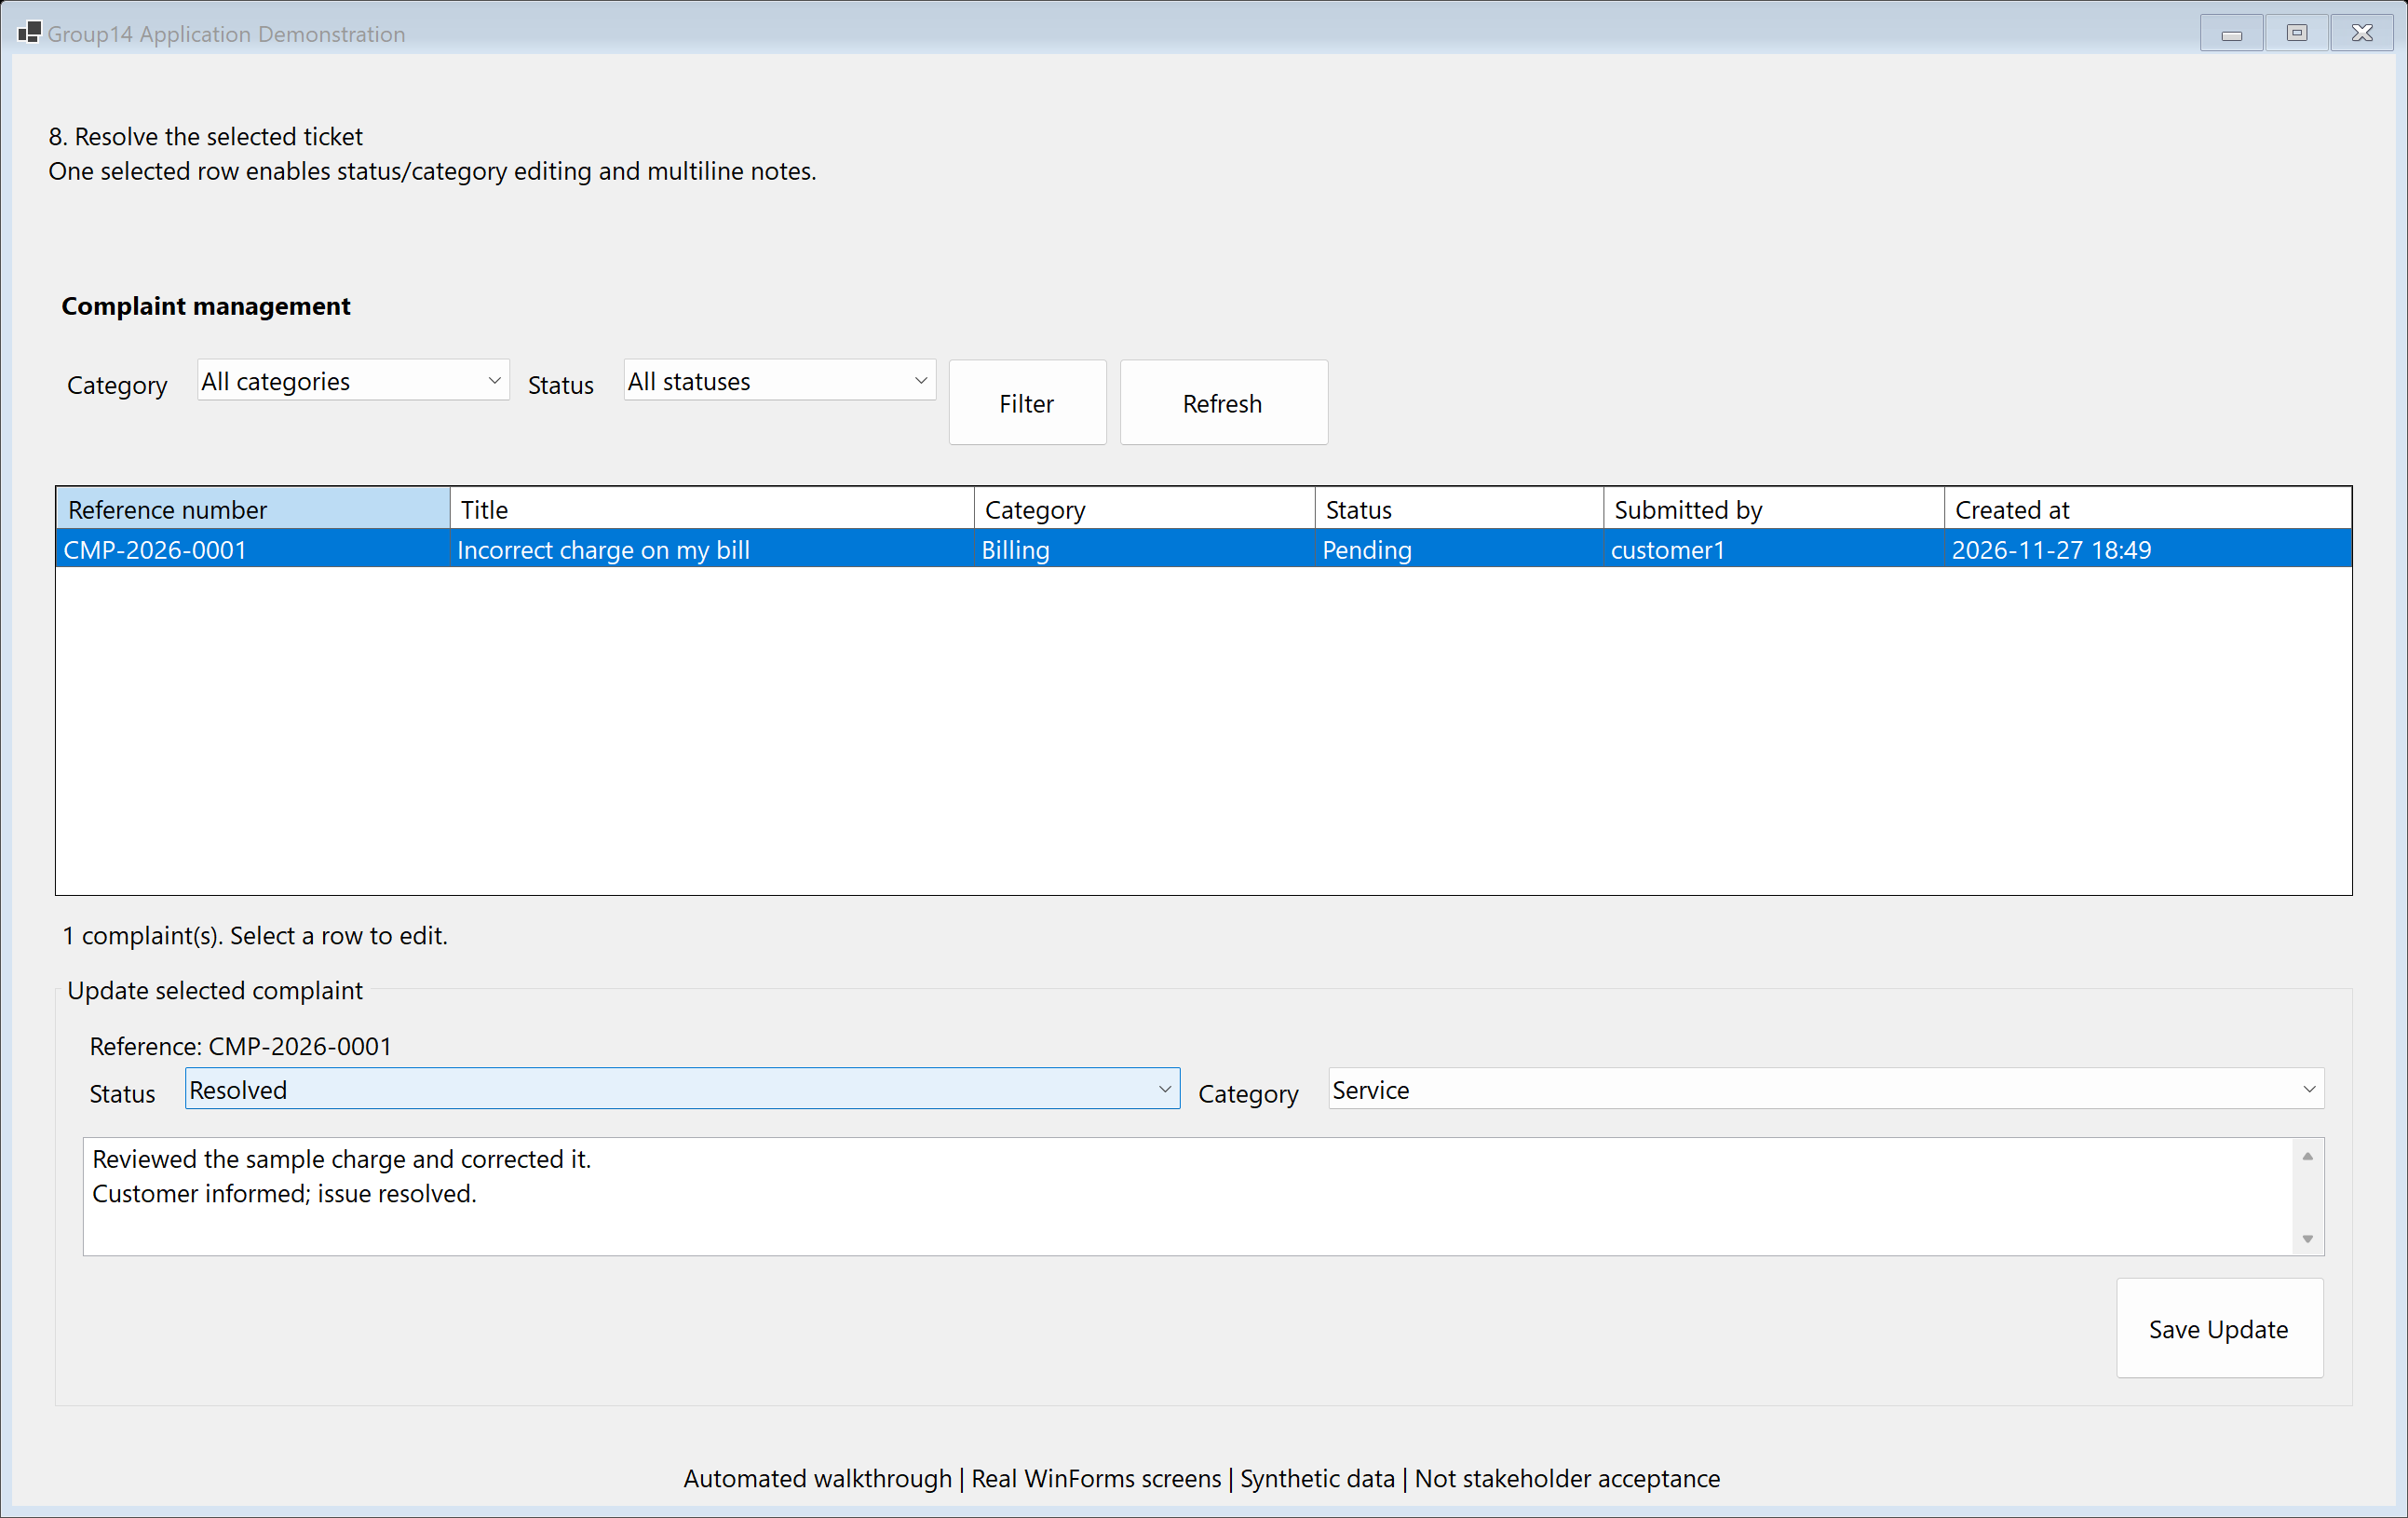 Group14 Application Demonstration
8. Resolve the selected ticket
One selected row enables status/category editing and multiline notes.
Complaint management
Category All categories Status All statuses Filter Refresh
Reference number Title Category Status Submitted by Created at
CMP-2026-0001 Incorrect charge on my bill Billing Pending customer1 2026-11-27 18:49
1 complaint(s). Select a row to edit.
Update selected complaint
Reference: CMP-2026-0001
Status Resolved Category Service
Reviewed the sample charge and corrected it.
Customer informed; issue resolved.
Save Update
Automated walkthrough | Real WinForms screens | Synthetic data | Not stakeholder acceptance